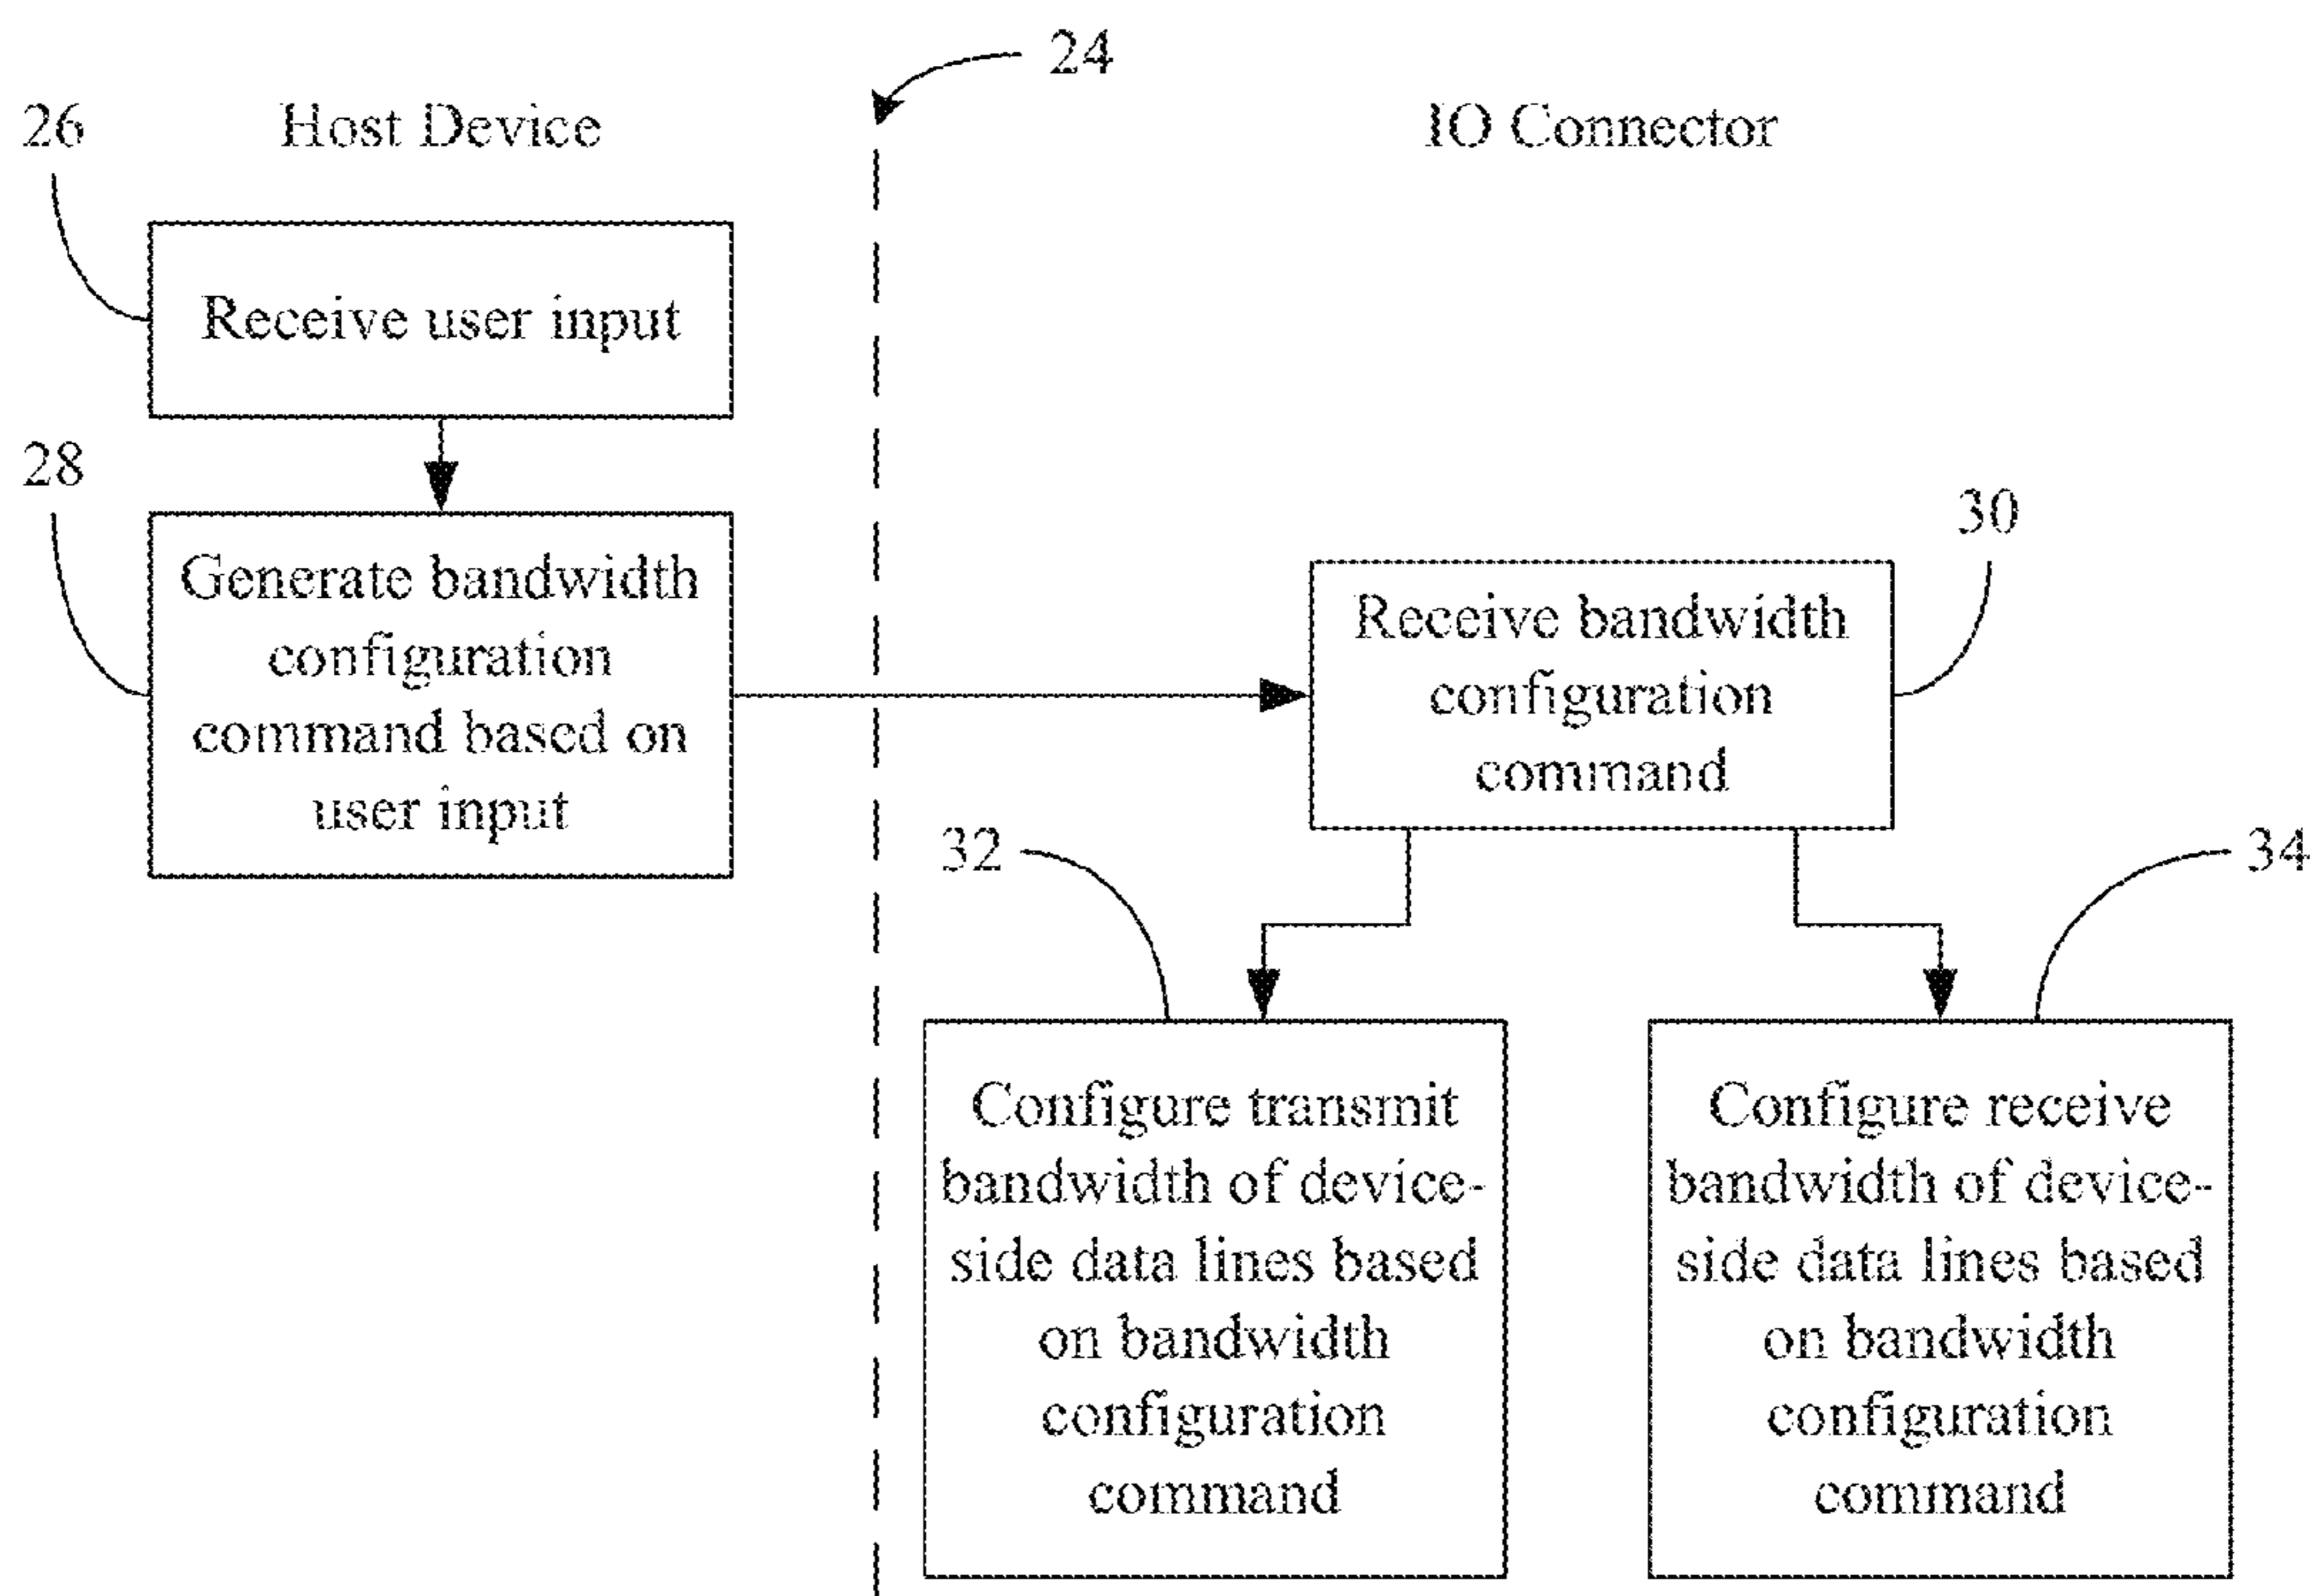 24
26
Host Device
IO Connector
Receive user input
28
Generate bandwidth
configuration
command based on
user input
30
Receive bandwidth
configuration
command
32
34
Configure transmit
bandwidth of device-
side data lines based
on bandwidth
configuration
command
Configure receive
bandwidth of device-
side data lines based
on bandwidth
configuration
command